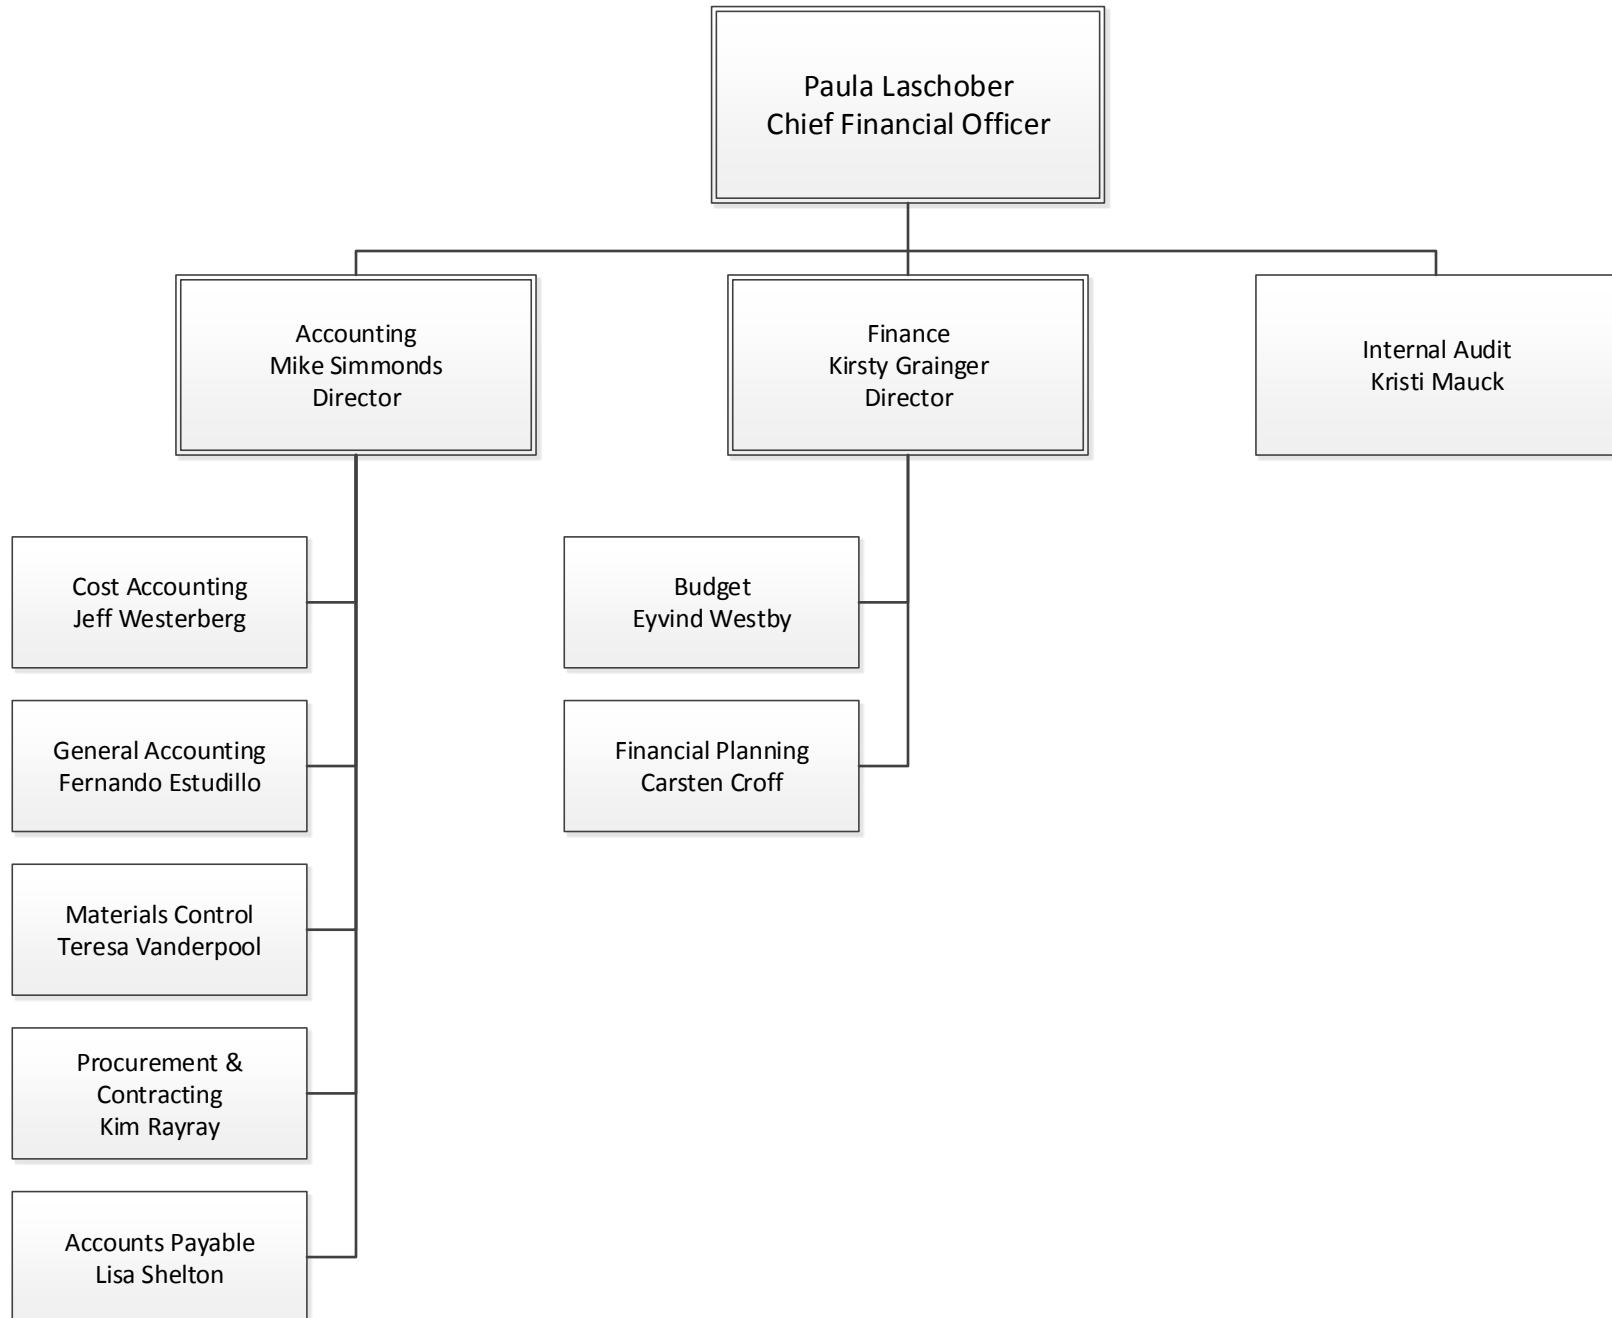 Paula Laschober
Chief Financial Officer
Accounting
Mike Simmonds
Director
Finance
Kirsty Grainger
Director
Internal Audit
Kristi Mauck
Cost Accounting
Jeff Westerberg
General Accounting
Fernando Estudillo
Materials Control
Teresa Vanderpool
Procurement &
Contracting
Kim Rayray
Accounts Payable
Lisa Shelton
Budget
Eyvind Westby
Financial Planning
Carsten Croff